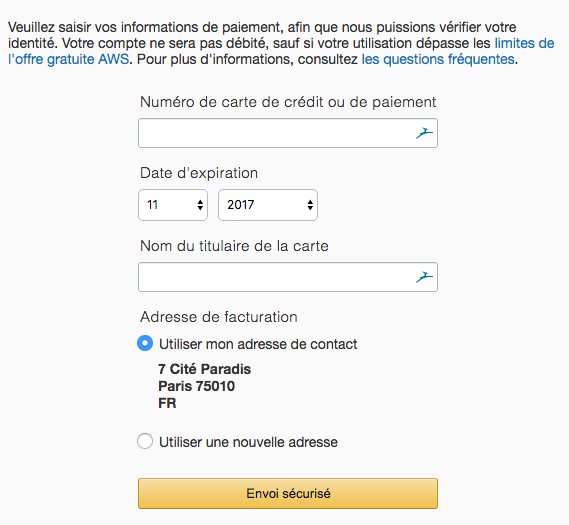 Veuillez saisir vos informations de paiement, afin que nous puissions vérifier votre
identité. Votre compte ne sera pas débité, sauf si votre utilisation dépasse les limites de
l'offre gratuite AWS. Pour plus d'informations, consultez les questions fréquentes.
Numéro de carte de crédit ou de paiement
Date d'expiration
11 2017
Nom du titulaire de la carte
Adresse de facturation
Utiliser mon adresse de contact
7 Cité Paradis
Paris 75010
FR
Utiliser une nouvelle adresse
Envoi sécurisé